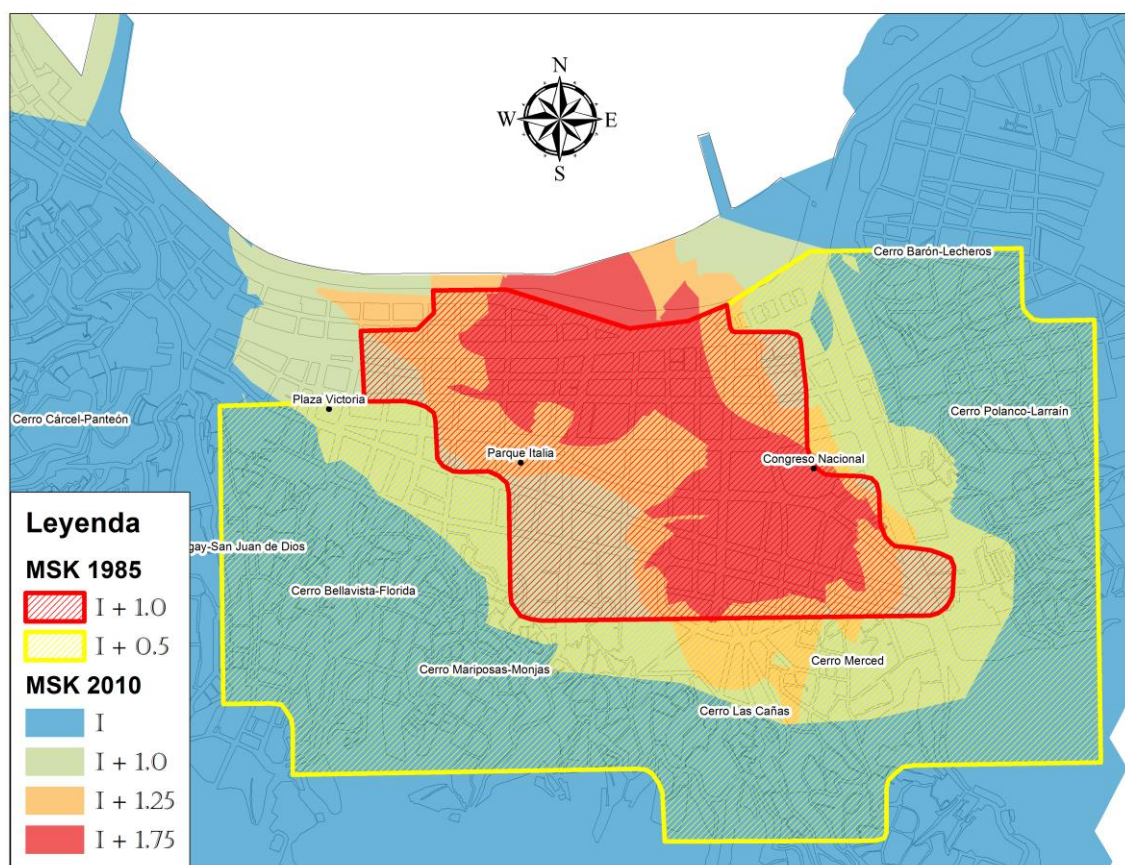 N
W E
S
Cerro Barón-Lecheros
Plaza Victoria
Cerro Cárcel-Panteón
Cerro Polanco-Larraín
Parque Italia
Congreso Nacional
gay-San Juan de Dios
Cerro Bellavista-Florida
Cerro Mariposas-Monjas
Cerro Merced
Cerro Las Cañas
Leyenda
MSK 1985
I + 1.0
I + 0.5
MSK 2010
I
I + 1.0
I + 1.25
I + 1.75